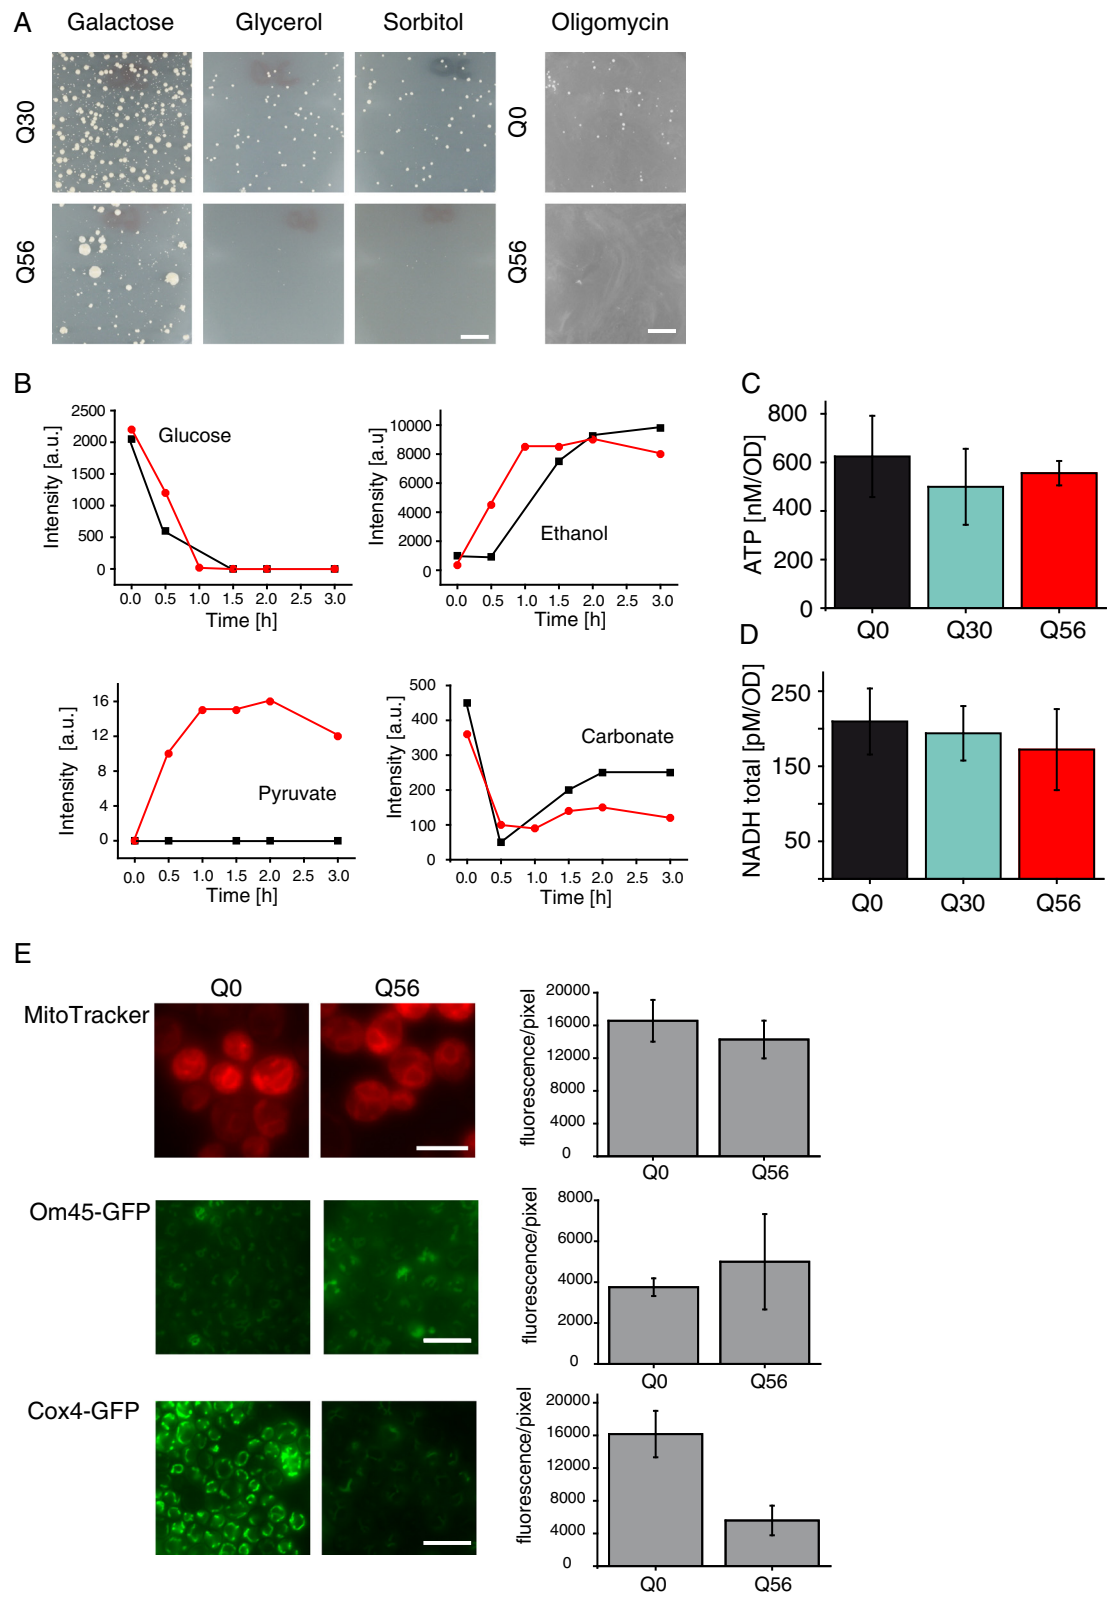 A
Galactose Glycerol Sorbitol Oligomycin
Q30
Q0
Q56
Q56
B
2500
2000
1500
1000
500
0
Intensity [a.u.]
Glucose
0.0 0.5 1.0 1.5 2.0 2.5 3.0
Time [h]
10000
8000
6000
4000
2000
0
Intensity [a.u]
Ethanol
0.0 0.5 1.0 1.5 2.0 2.5 3.0
Time [h]
16
12
8
4
0
Intensity [a.u.]
Pyruvate
0.0 0.5 1.0 1.5 2.0 2.5 3.0
Time [h]
500
400
300
200
100
0
Intensity [a.u.]
Carbonate
0.0 0.5 1.0 1.5 2.0 2.5 3.0
Time [h]
C
800
600
400
200
0
ATP [nM/OD]
Q0 Q30 Q56
D
250
150
50
NADH total [pM/OD]
Q0 Q30 Q56
E
Q0 Q56
MitoTracker
20000
16000
12000
8000
4000
0
fluorescence/pixel
Q0 Q56
Om45-GFP
8000
6000
4000
2000
0
fluorescence/pixel
Q0 Q56
Cox4-GFP
20000
16000
12000
8000
4000
0
fluorescence/pixel
Q0 Q56